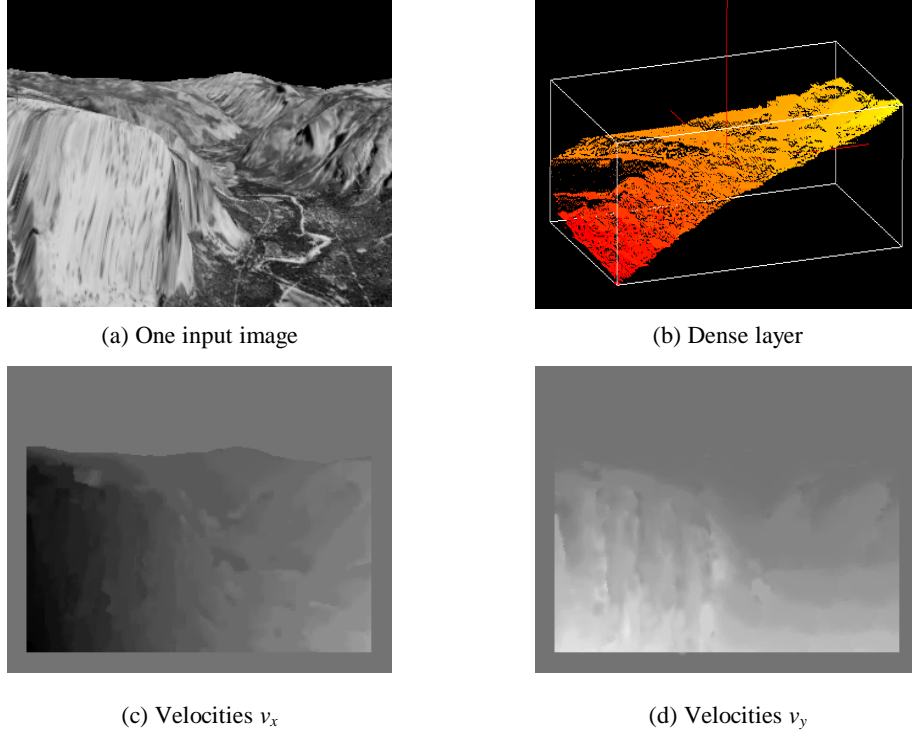 (a) One input image
(b) Dense layer
(c) Velocities vx
(d) Velocities vy